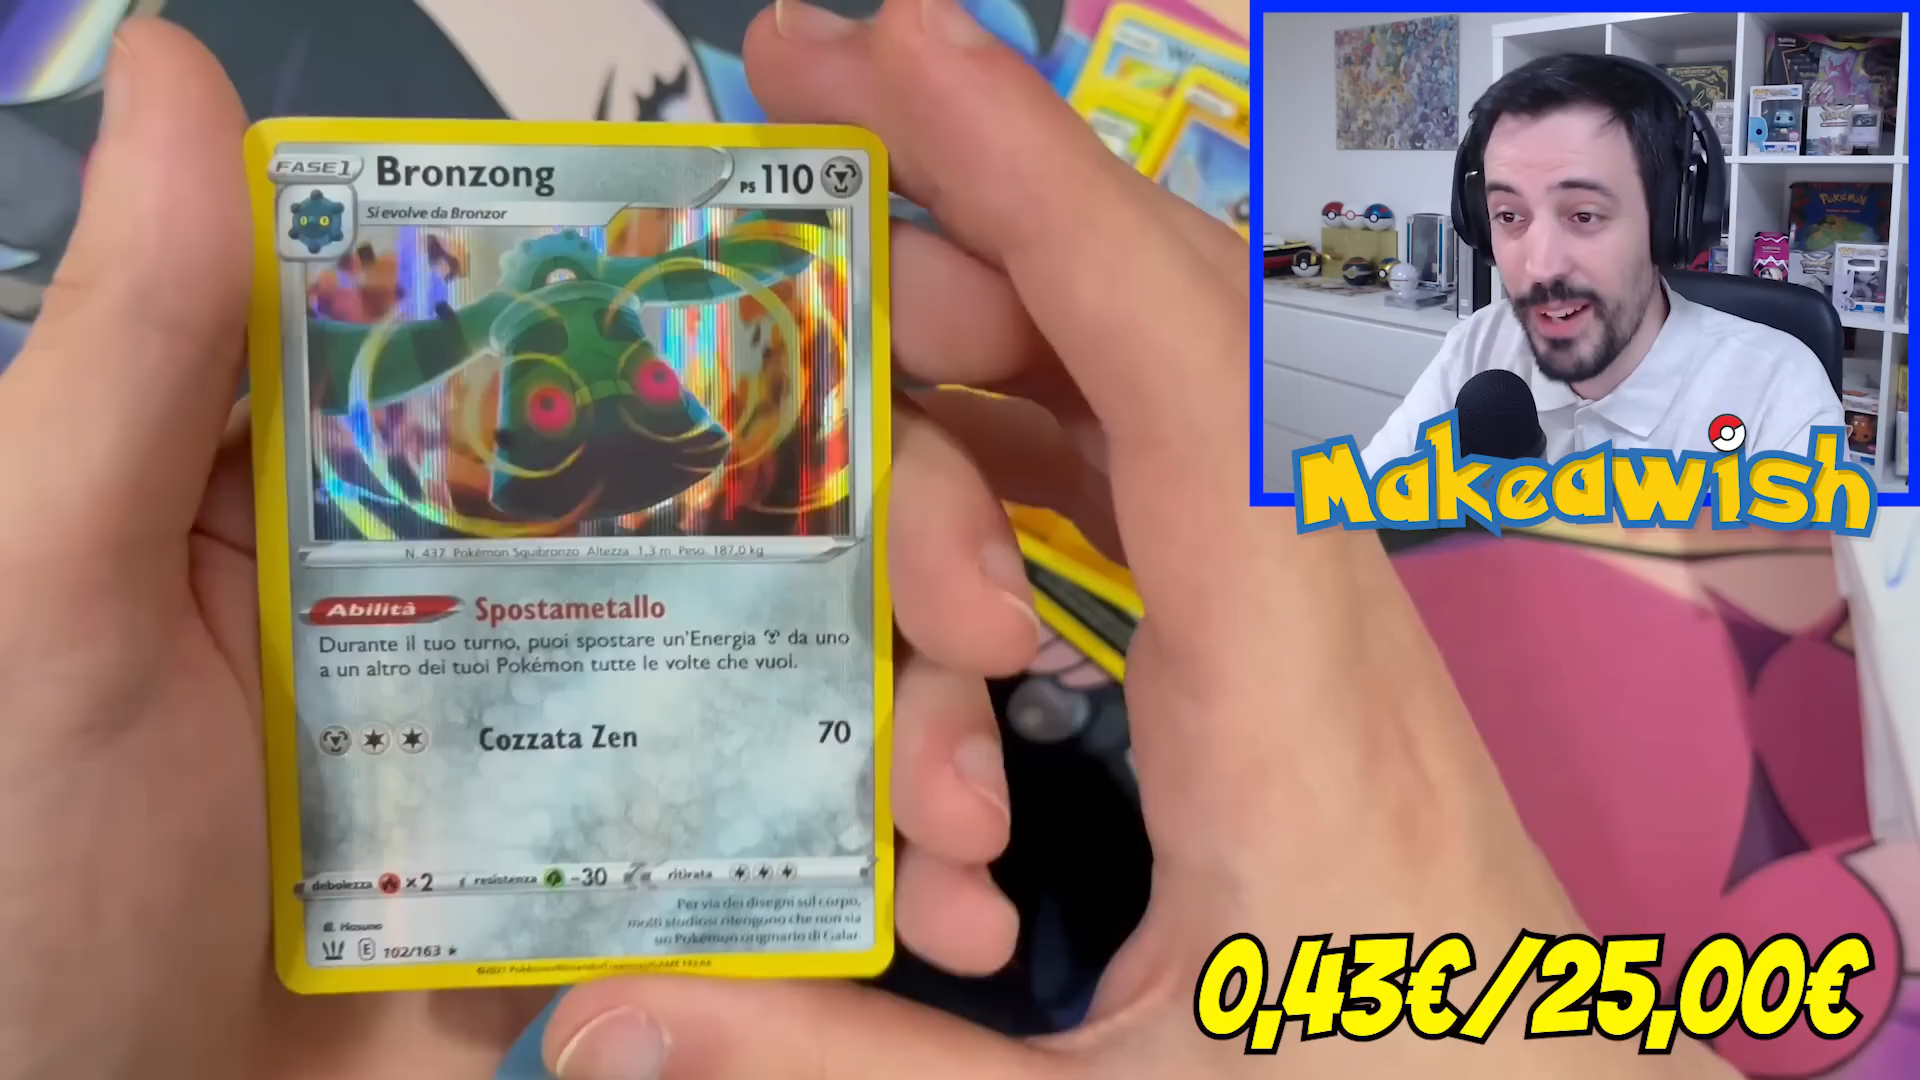 FASE 1
Bronzong
PS 110
Si evolve da Bronzor
N. 437 Pokémon Squibronzo Altezza 1,3 m Peso. 187,0 kg
Abilità Spostametallo
Durante il tuo turno, puoi spostare un'Energia da uno
a un altro dei tuoi Pokémon tutte le volte che vuoi.
Cozzata Zen 70
debolezza ×2 resistenza -30 ritirata
Per via dei disegni sul corpo,
molti studiosi ritengono che non sia
un Pokémon originario di Galar.
Ill. Hasuno
E 102/163
POKÉMON
Makeawish
0,43€/25,00€